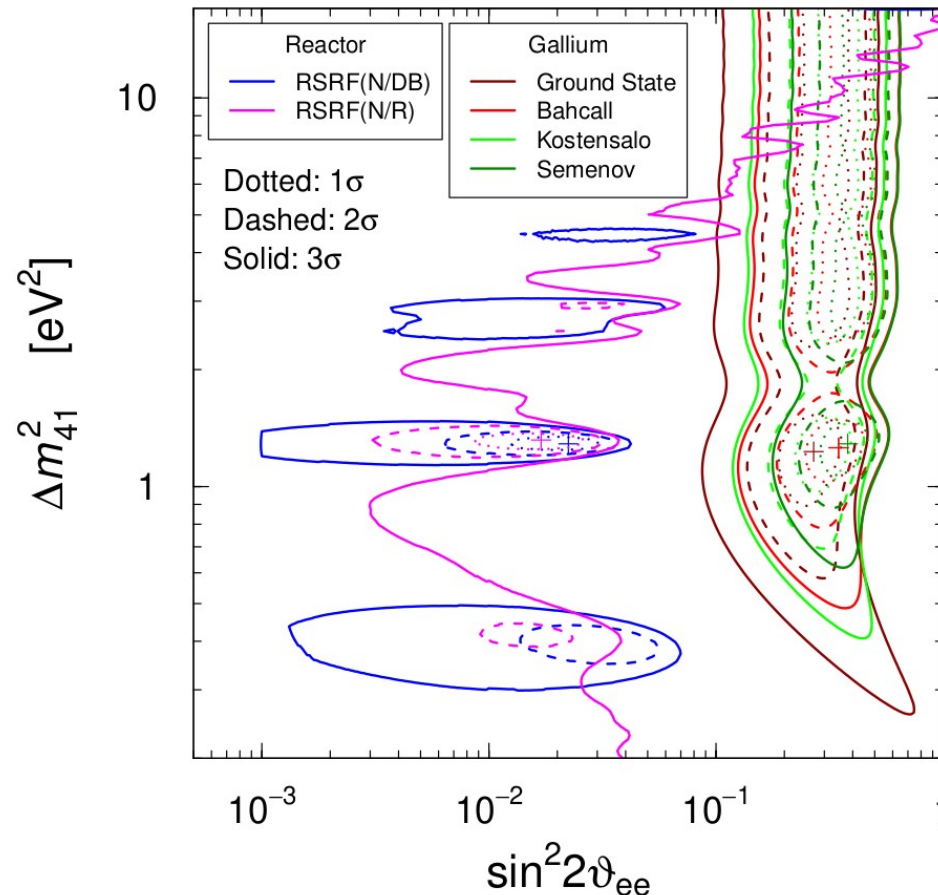 Reactor
RSRF(N/DB)
RSRF(N/R)
Gallium
Ground State
Bahcall
Kostensalo
Semenov
Dotted: 1σ
Dashed: 2σ
Solid: 3σ
10
1
Δm²₄₁ [eV²]
10⁻³
10⁻²
10⁻¹
sin²2ϑₑₑ